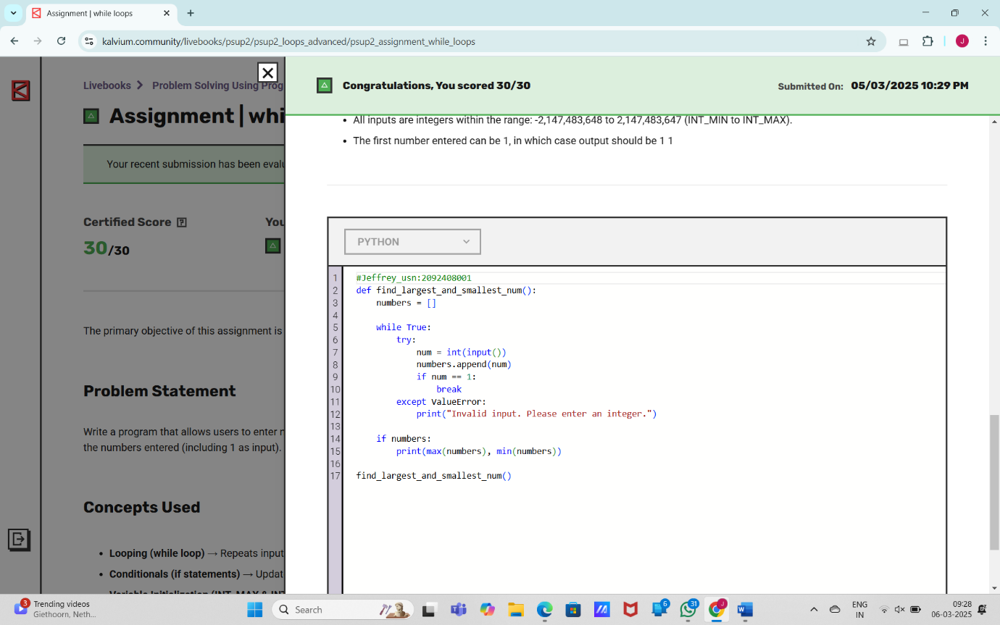 Assignment | while loops
kalvium.community/livebooks/psup2/psup2_loops_advanced/psup2_assignment_while_loops
J
Livebooks > Problem Solving Using Prog
Assignment | whi
Your recent submission has been evalu
Certified Score ?
You
30/30
The primary objective of this assignment is
Problem Statement
Write a program that allows users to enter n
the numbers entered (including 1 as input).
Concepts Used
• Looping (while loop) → Repeats input
• Conditionals (if statements) → Updat
Congratulations, You scored 30/30
Submitted On: 05/03/2025 10:29 PM
• All inputs are integers within the range: -2,147,483,648 to 2,147,483,647 (INT_MIN to INT_MAX).
• The first number entered can be 1, in which case output should be 1 1
PYTHON
1 #Jeffrey_usn:2092408001
2 def find_largest_and_smallest_num():
3     numbers = []
4
5     while True:
6         try:
7             num = int(input())
8             numbers.append(num)
9             if num == 1:
10                 break
11         except ValueError:
12             print("Invalid input. Please enter an integer.")
13
14     if numbers:
15         print(max(numbers), min(numbers))
16
17 find_largest_and_smallest_num()
3
Trending videos
Giethoorn, Neth...
Search
6
31
J
W
ENG
IN
09:28
06-03-2025